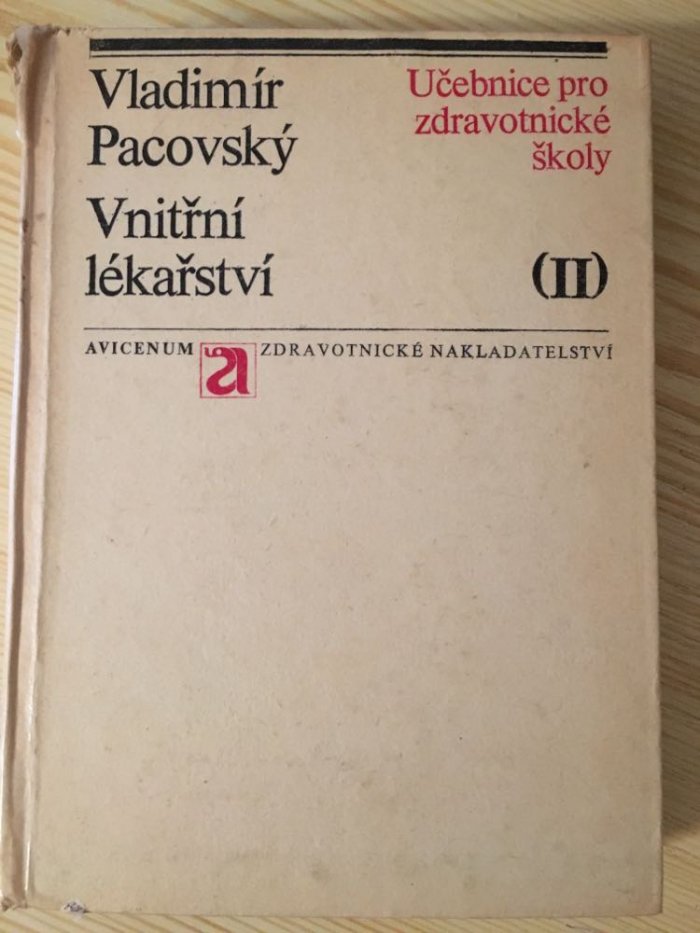 Vladimír
Pacovský
Učebnice pro
zdravotnické
školy
Vnitřní
lékařství
(II)
AVICENUM a ZDRAVOTNICKÉ NAKLADATELSTVÍ